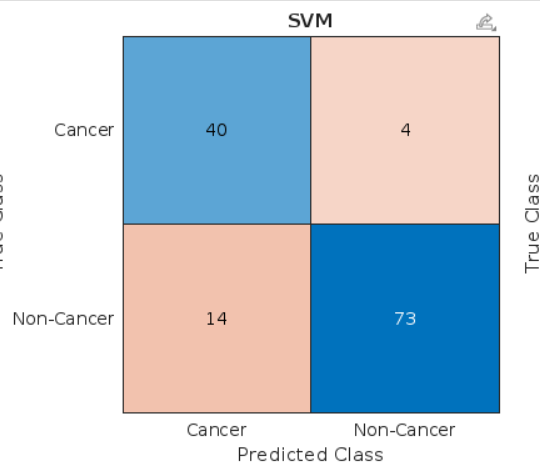 SVM
Cancer
40
4
True Class
Non-Cancer
14
73
Cancer
Non-Cancer
Predicted Class